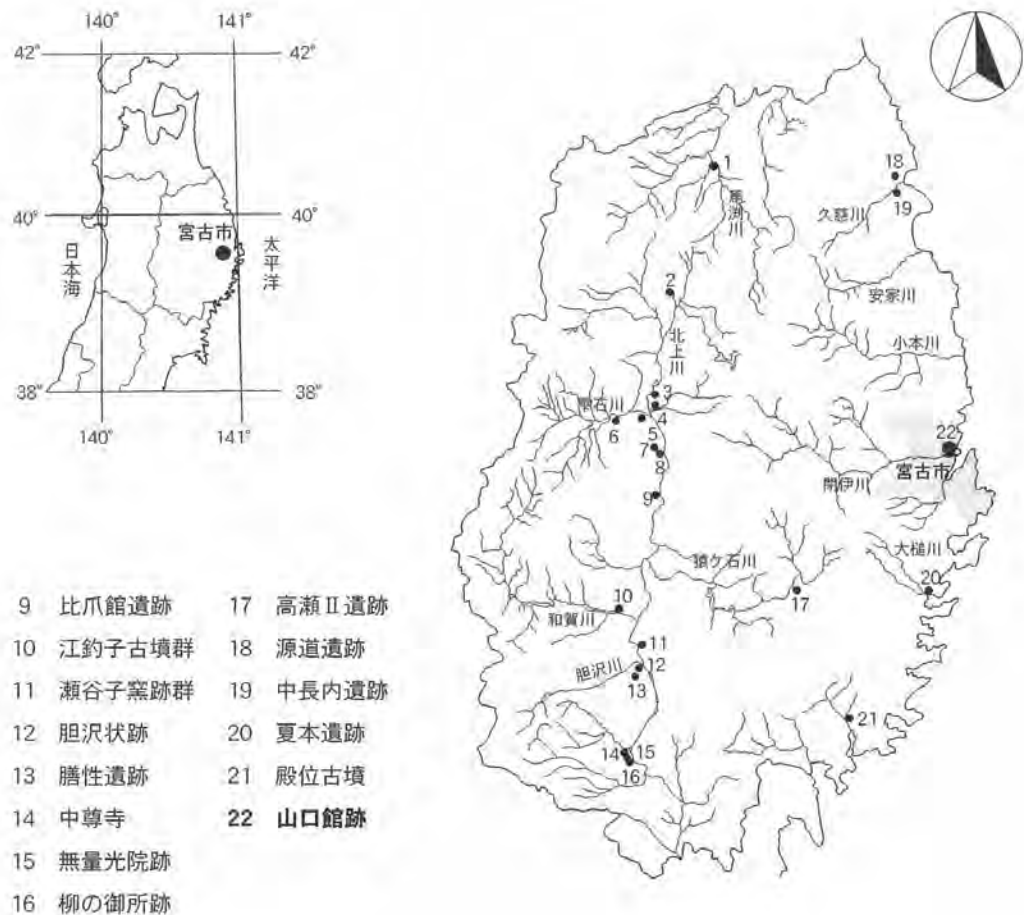 140° 141°
42° 42°
40° 40°
宮古市
日本海
太平洋
38° 38°
140° 141°
1
馬渕川
18
19
久慈川
2
安家川
北上川
小本川
3
雫石川
4
5
6
7
8
22
宮古市
閉伊川
9
猿ケ石川
大槌川
20
17
10
和賀川
11
胆沢川
12
13
21
14 15
16
9 比爪館遺跡 17 高瀬Ⅱ遺跡
10 江釣子古墳群 18 源道遺跡
11 瀬谷子窯跡群 19 中長内遺跡
12 胆沢状跡 20 夏本遺跡
13 膳性遺跡 21 殿位古墳
14 中尊寺 22 山口館跡
15 無量光院跡
16 柳の御所跡